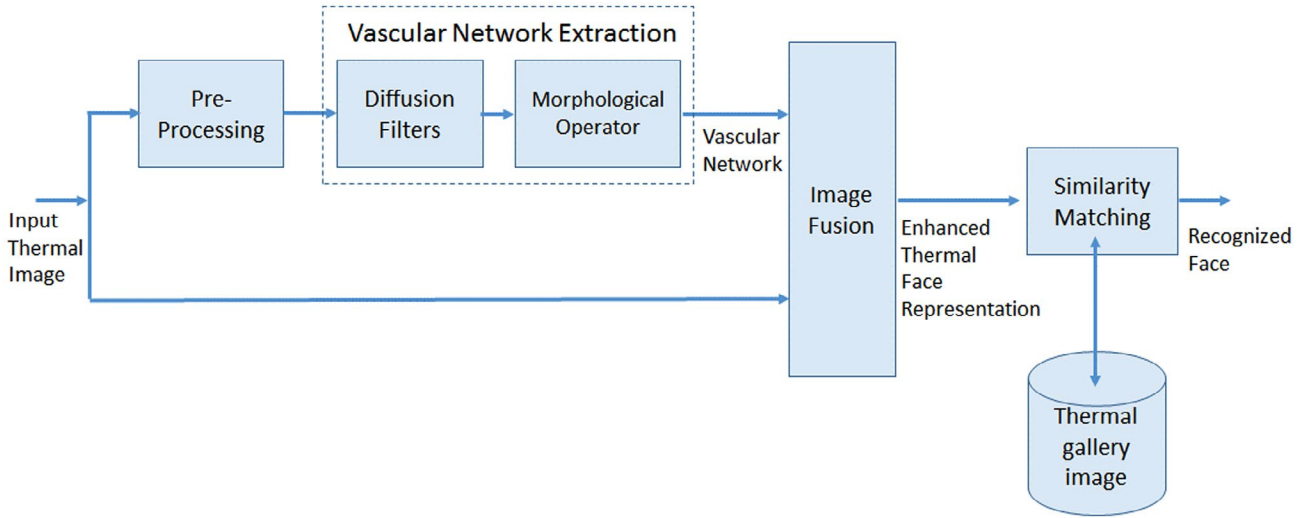 Vascular Network Extraction
Pre-
Processing
Diffusion
Filters
Morphological
Operator
Vascular
Network
Input
Thermal
Image
Image
Fusion
Enhanced
Thermal
Face
Representation
Similarity
Matching
Recognized
Face
Thermal
gallery
image